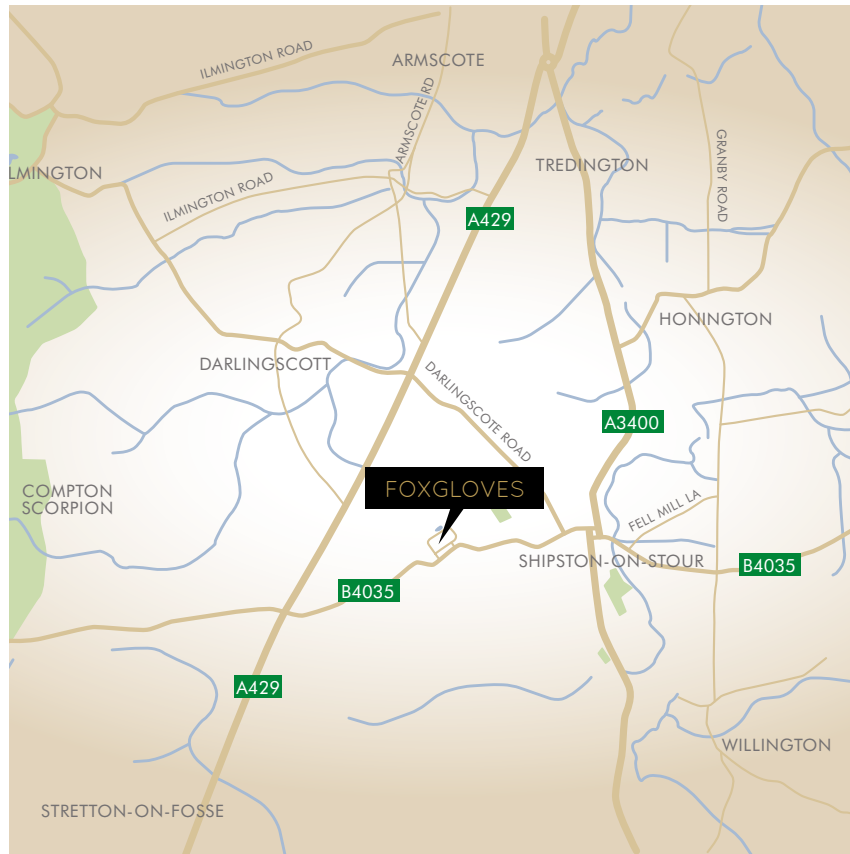 ILMINGTON ROAD
ARMSCOTE
ARMSCOTE RD
GRANBY ROAD
TREDINGTON
LMINGTON
ILMINGTON ROAD
A429
HONINGTON
DARLINGSCOTT
DARLINGSCOTE ROAD
A3400
FOXGLOVES
COMPTON
SCORPION
FELL MILL LA
SHIPSTON-ON-STOUR
B4035
B4035
A429
WILLINGTON
STRETTON-ON-FOSSE